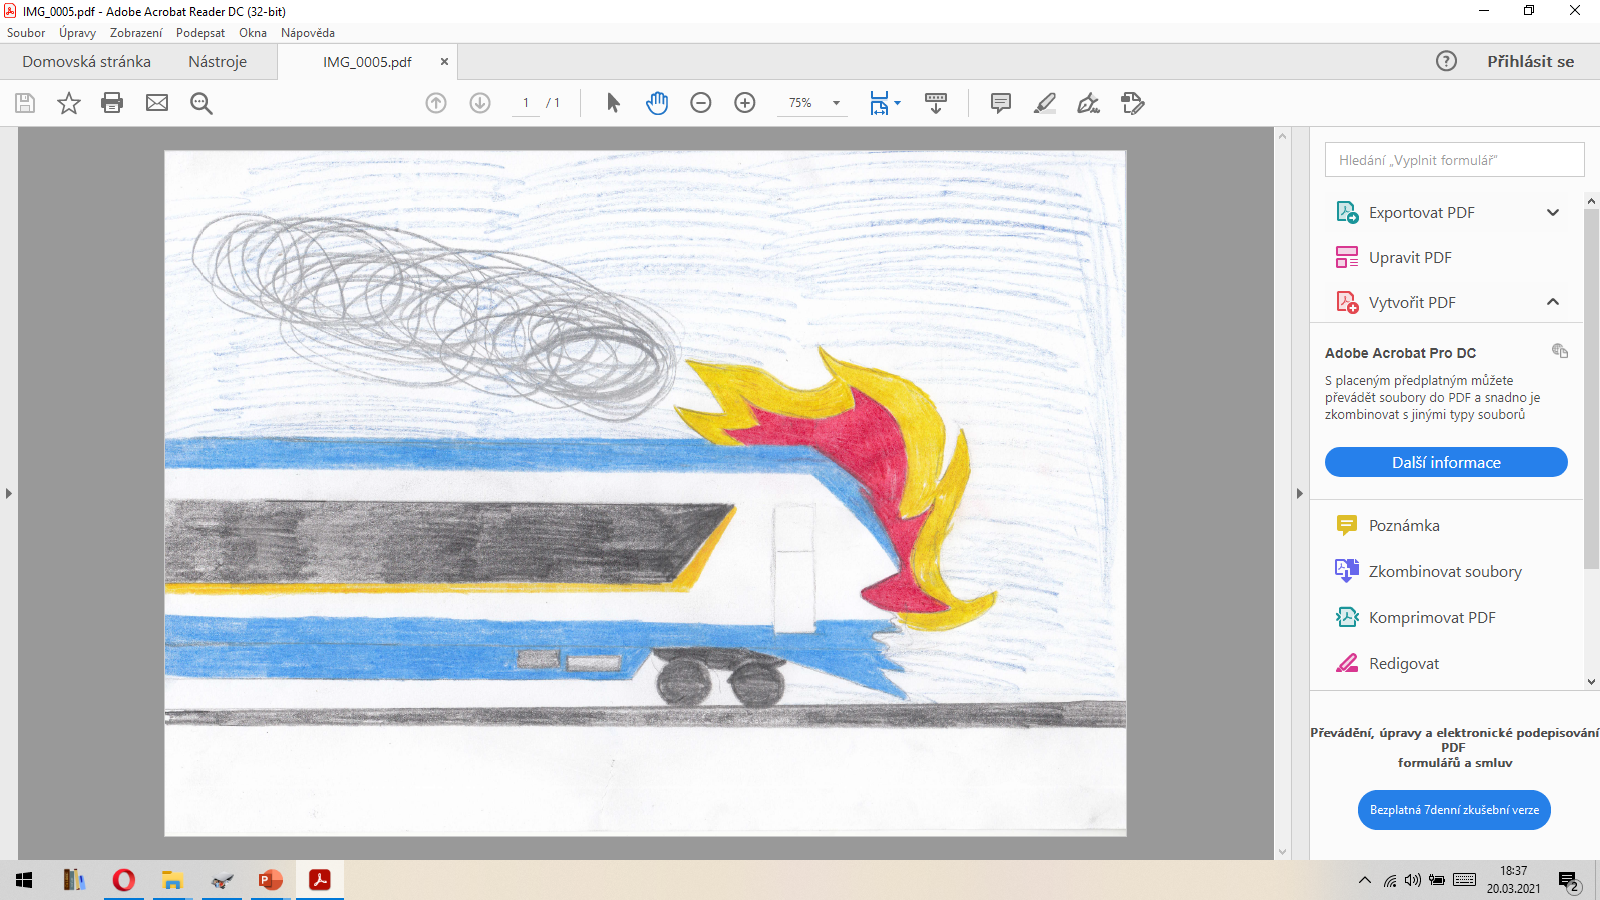 IMG_0005.pdf - Adobe Acrobat Reader DC (32-bit)
Soubor Úpravy Zobrazení Podepsat Okna Nápověda
Domovská stránka Nástroje IMG_0005.pdf × Přihlásit se
1 / 1 75%
Hledání „Vyplnit formulář“
Exportovat PDF
Upravit PDF
Vytvořit PDF
Adobe Acrobat Pro DC
S placeným předplatným můžete
převádět soubory do PDF a snadno je
zkombinovat s jinými typy souborů
Další informace
Poznámka
Zkombinovat soubory
Komprimovat PDF
Redigovat
Převádění, úpravy a elektronické podepisování
PDF
formulářů a smluv
Bezplatná 7denní zkušební verze
18:37
20.03.2021
2